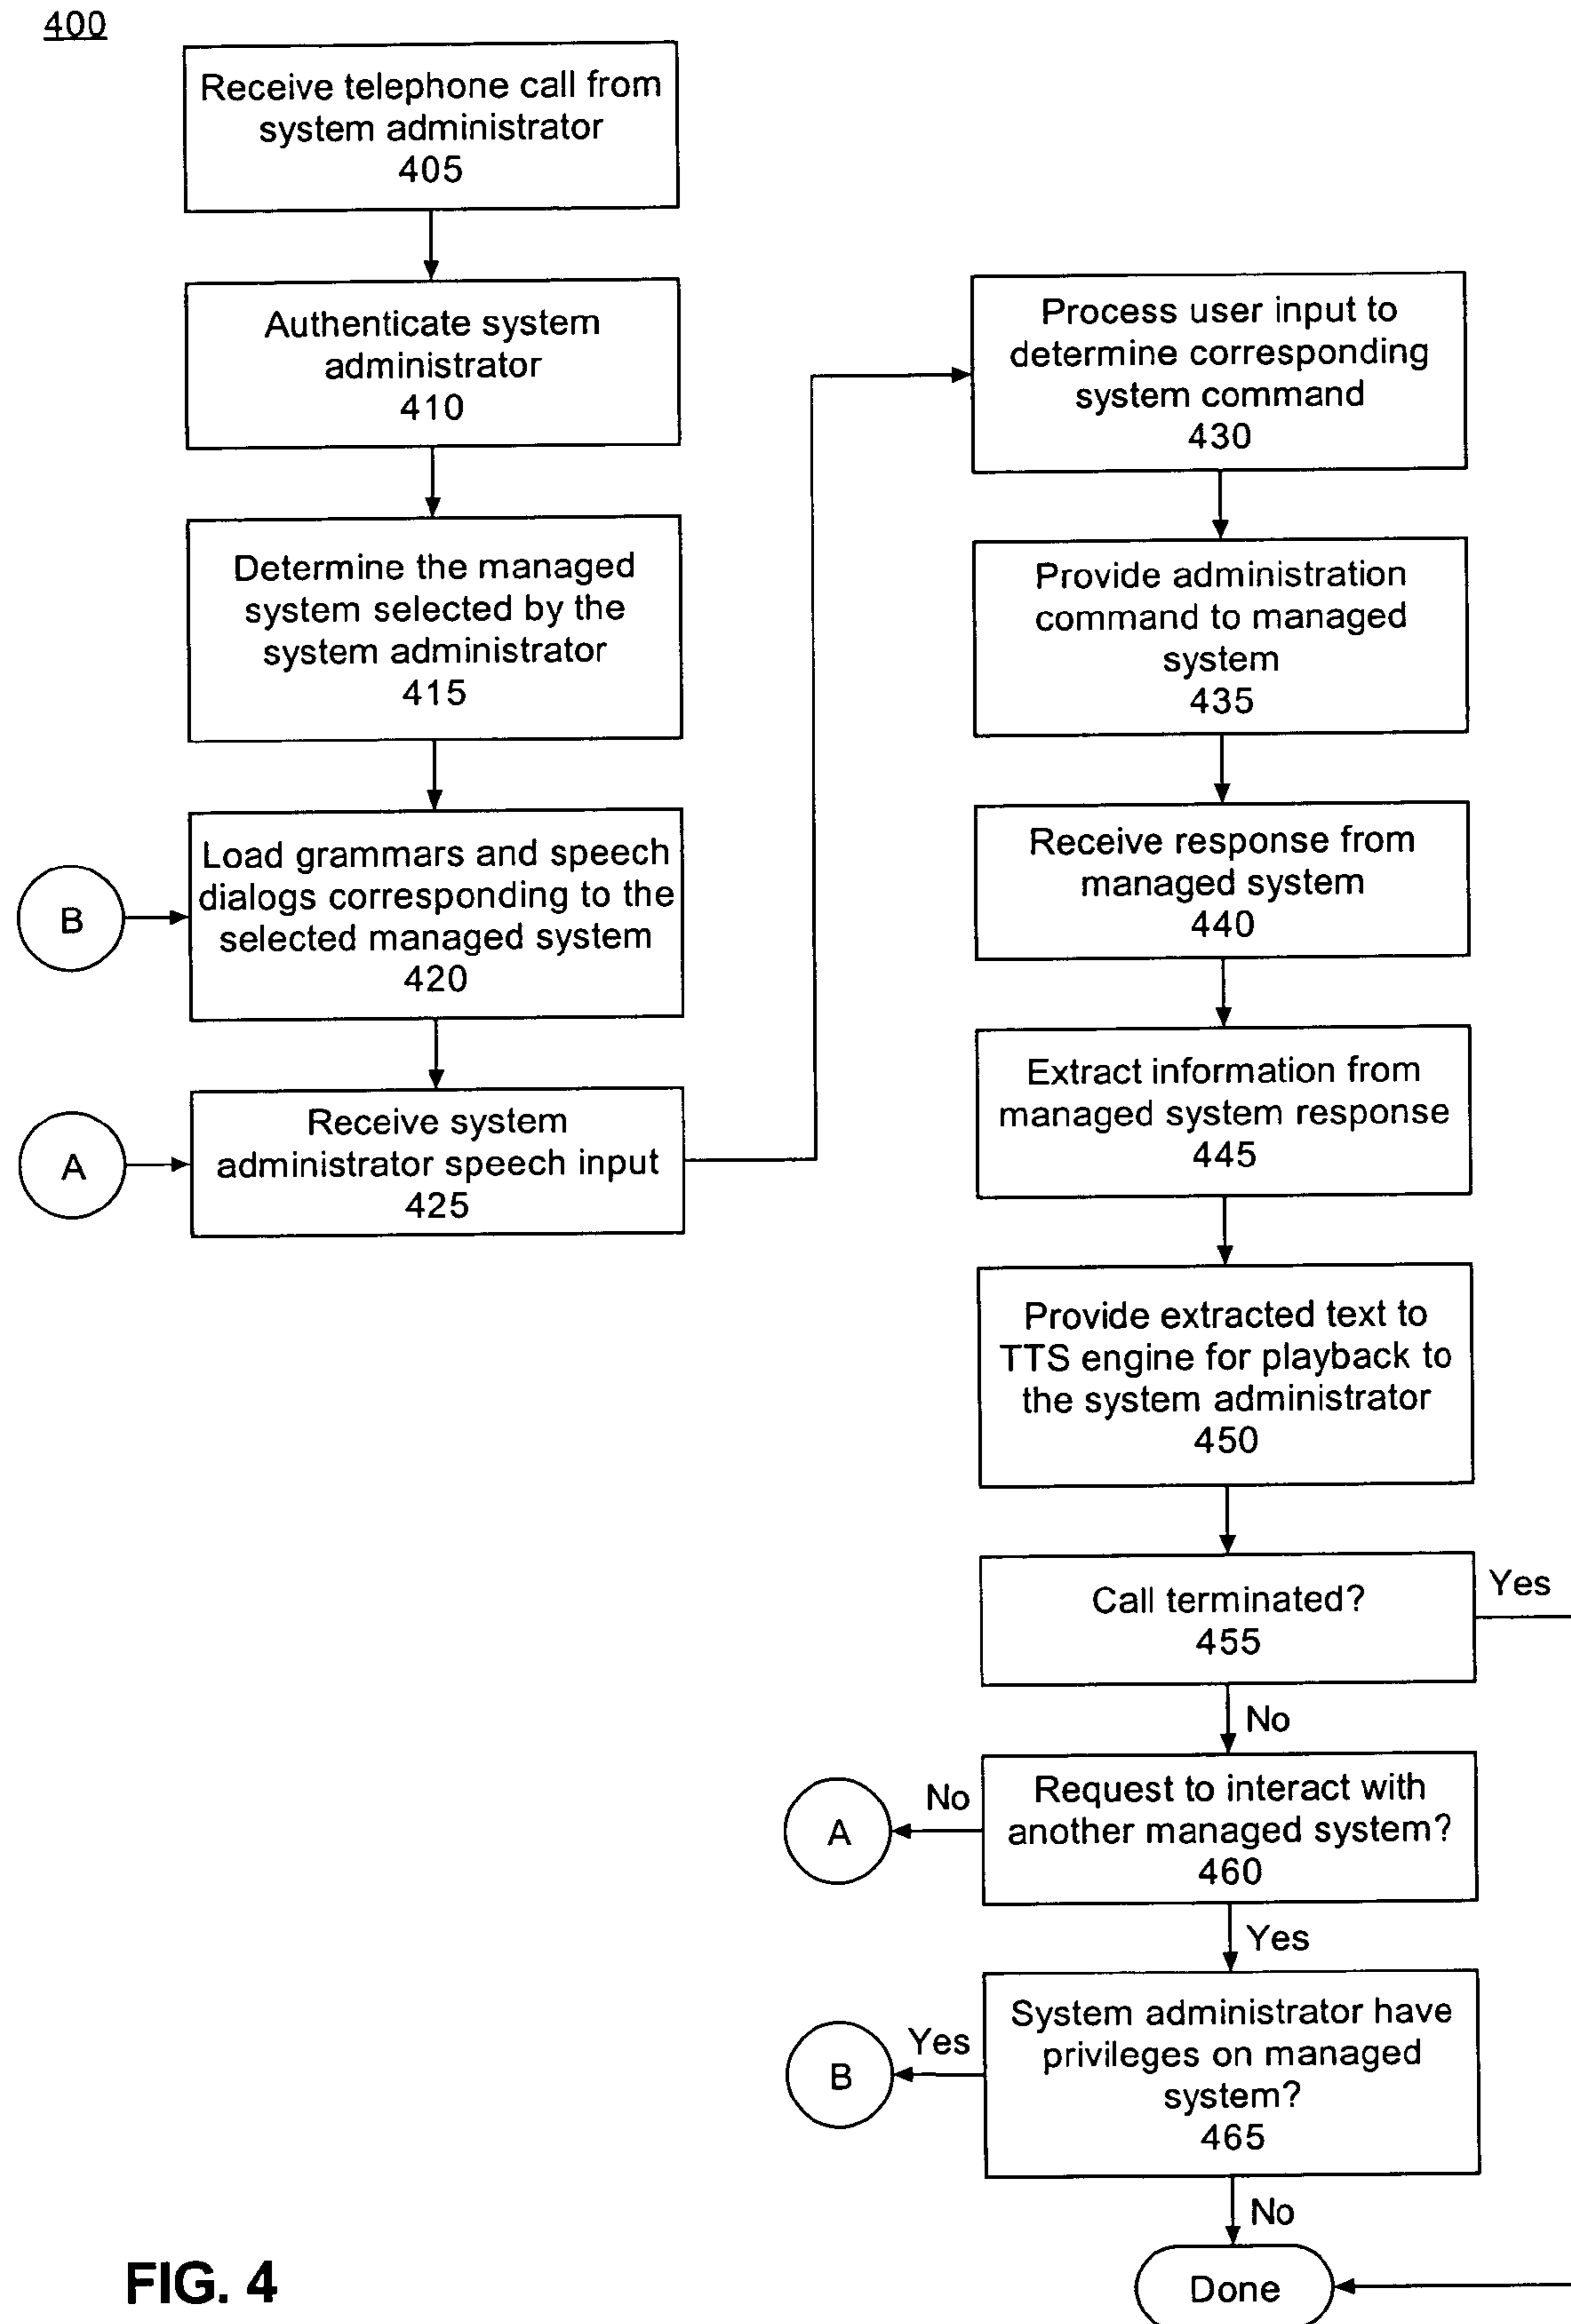 400
Receive telephone call from
system administrator
405
Authenticate system
administrator
410
Determine the managed
system selected by the
system administrator
415
Load grammars and speech
dialogs corresponding to the
selected managed system
420
B
Receive system
administrator speech input
425
A
Process user input to
determine corresponding
system command
430
Provide administration
command to managed
system
435
Receive response from
managed system
440
Extract information from
managed system response
445
Provide extracted text to
TTS engine for playback to
the system administrator
450
Call terminated?
455
Yes
No
Request to interact with
another managed system?
460
No
A
Yes
System administrator have
privileges on managed
system?
465
Yes
B
No
Done
FIG. 4